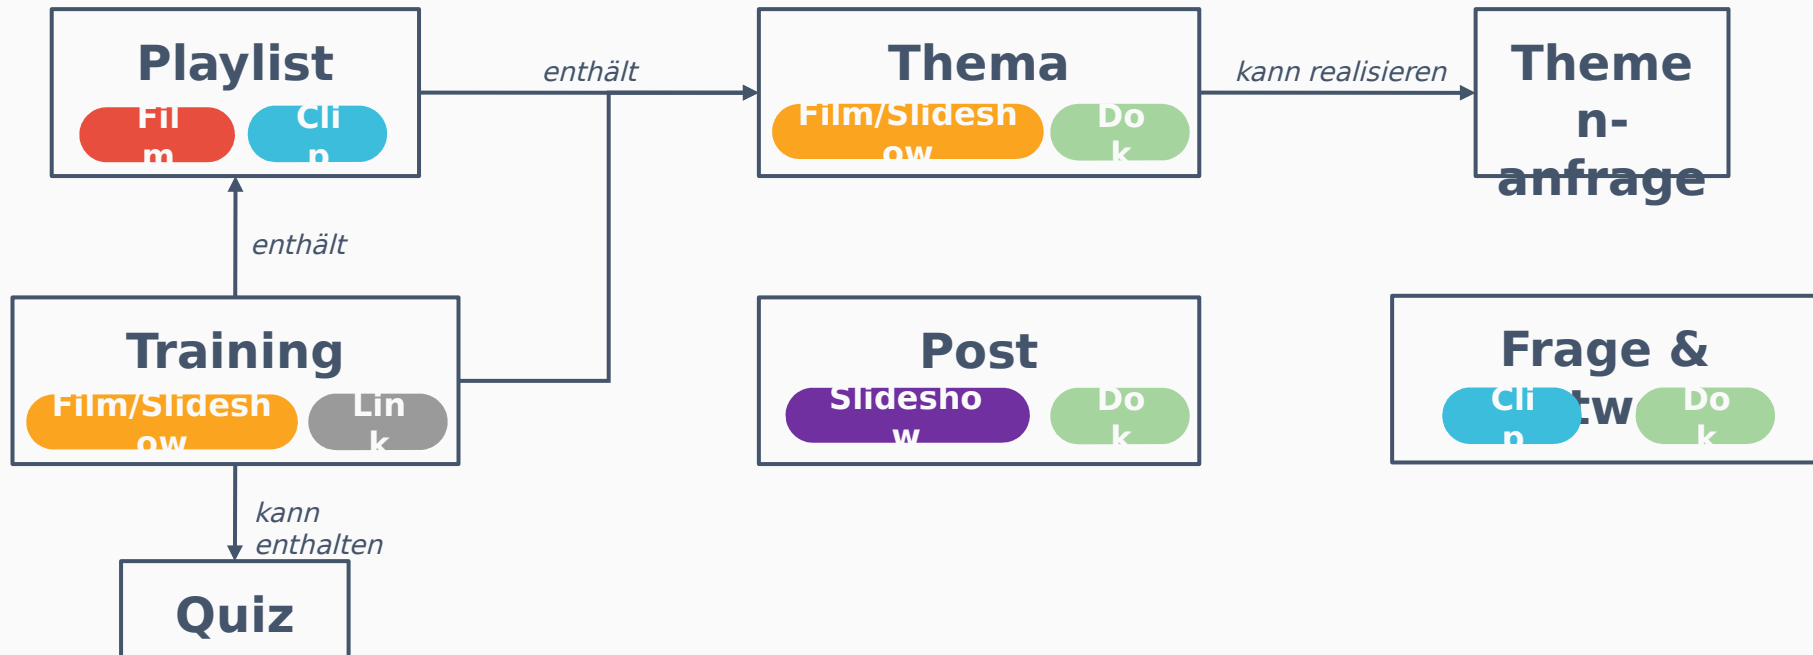 Playlist
Fil
m
Cli
p
enthält
Thema
Film/Slidesh
ow
Do
k
kann realisieren
Theme
n-
anfrage
enthält
Training
Film/Slidesh
ow
Lin
k
Post
Slidesho
w
Do
k
Frage &
tw
Cli
p
Do
k
kann
enthalten
Quiz